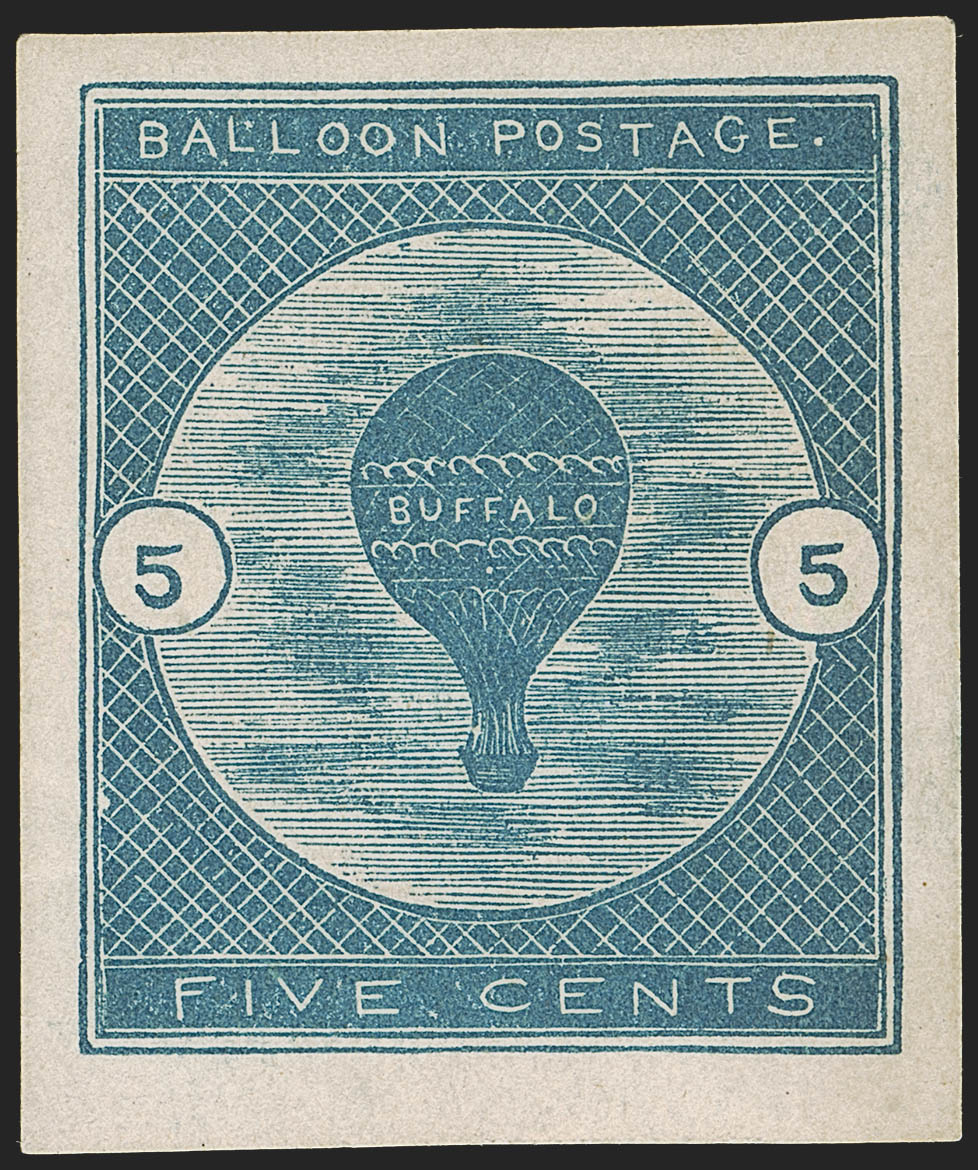 BALLOON POSTAGE.
BUFFALO
5 5
FIVE CENTS